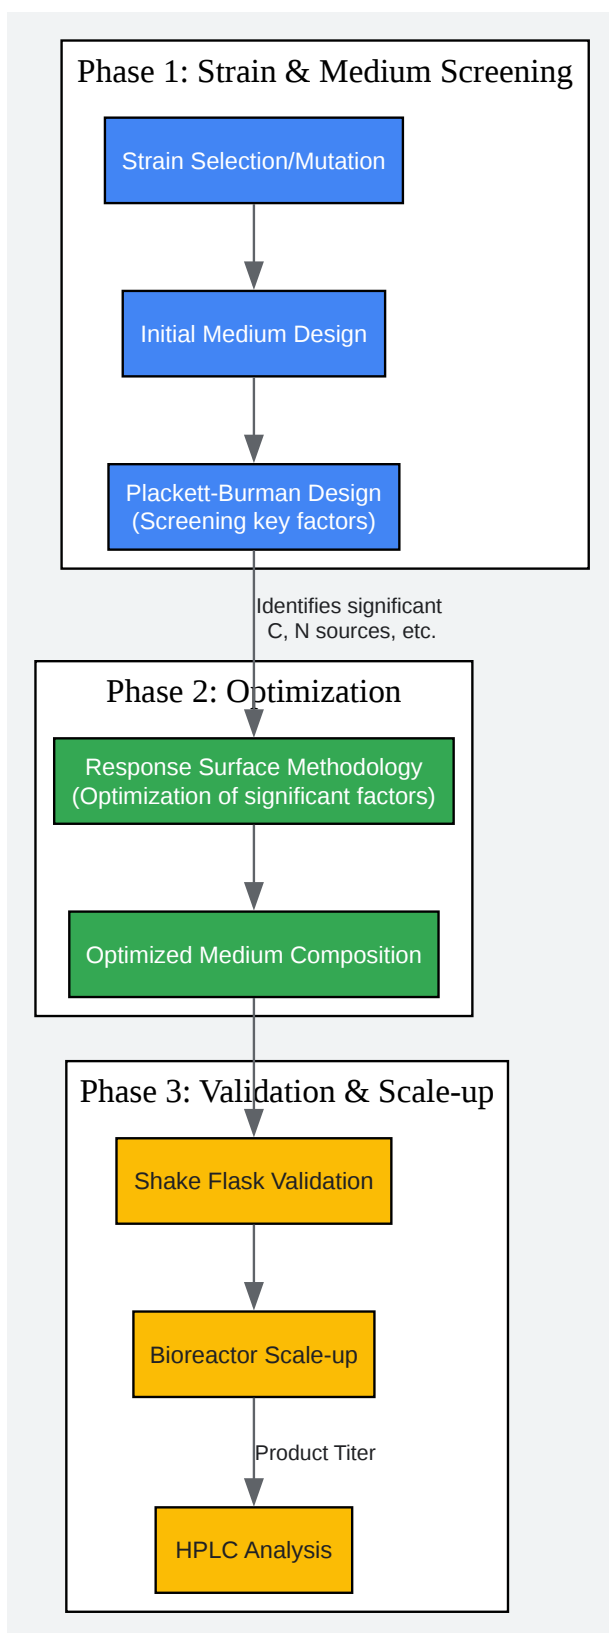 Phase 1: Strain & Medium Screening
Strain Selection/Mutation
Initial Medium Design
Plackett-Burman Design
(Screening key factors)
Identifies significant
C, N sources, etc.
Phase 2: Optimization
Response Surface Methodology
(Optimization of significant factors)
Optimized Medium Composition
Phase 3: Validation & Scale-up
Shake Flask Validation
Bioreactor Scale-up
Product Titer
HPLC Analysis